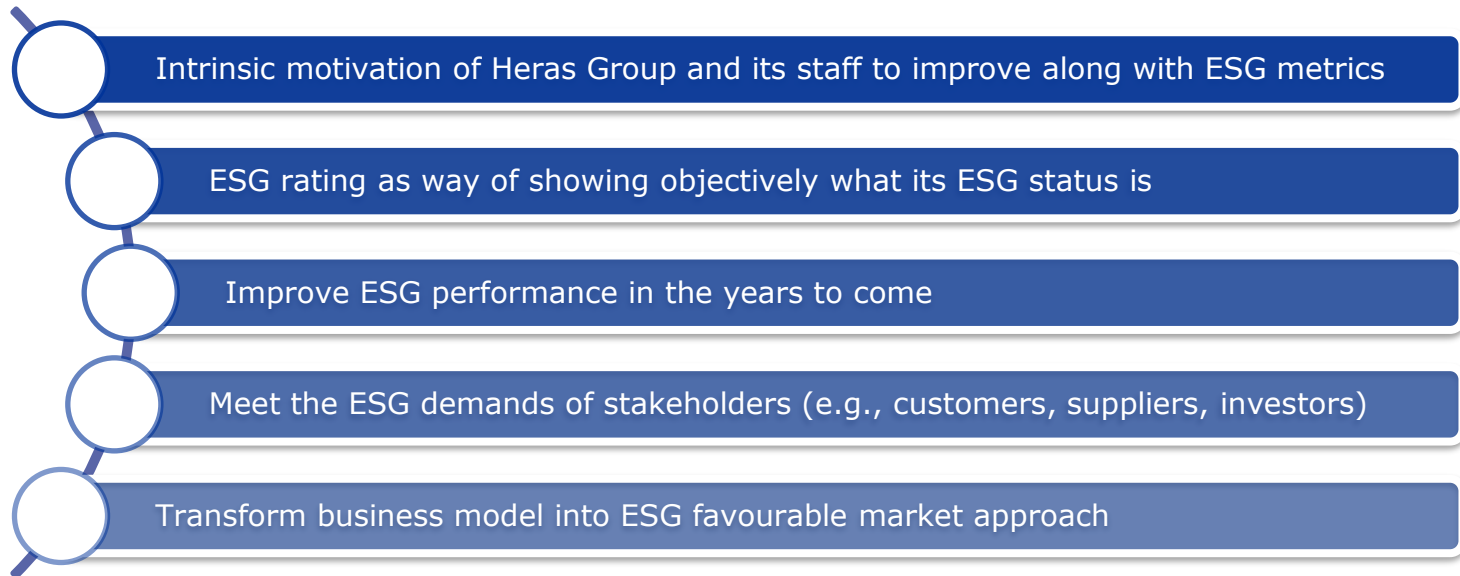 Intrinsic motivation of Heras Group and its staff to improve along with ESG metrics
ESG rating as way of showing objectively what its ESG status is
Improve ESG performance in the years to come
Meet the ESG demands of stakeholders (e.g., customers, suppliers, investors)
Transform business model into ESG favourable market approach